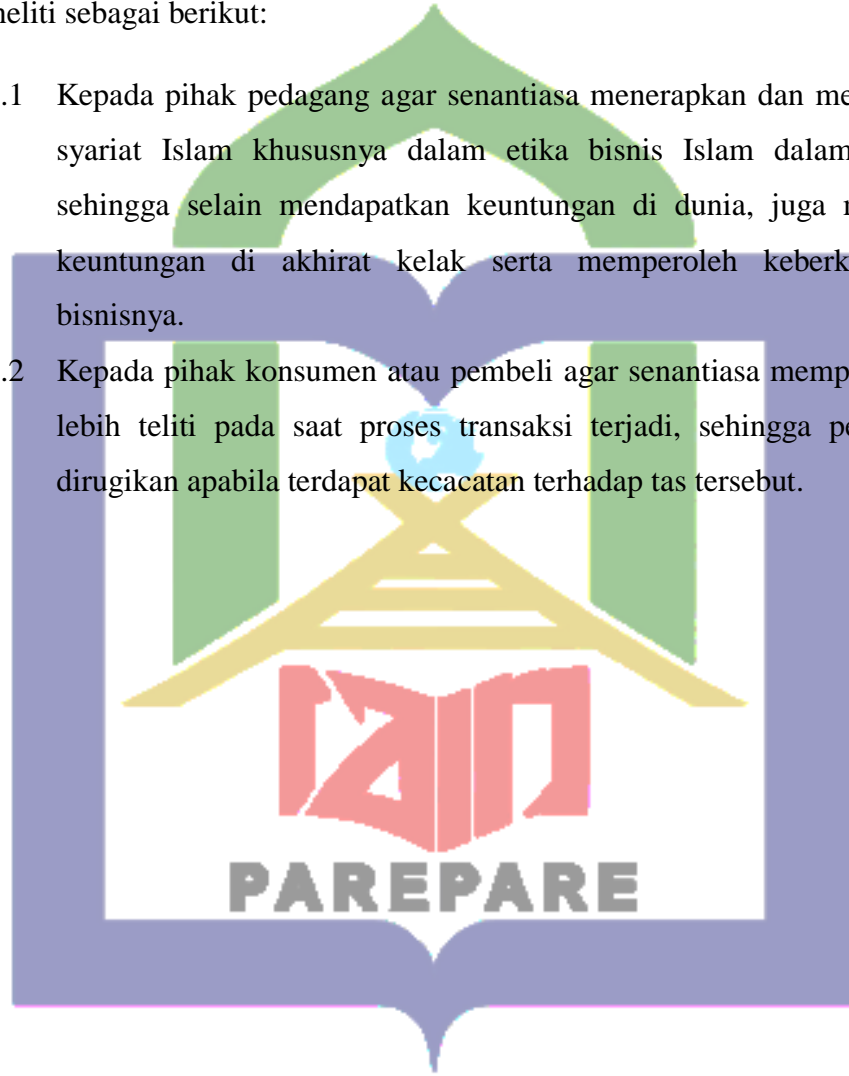 neliti sebagai berikut:
.1 Kepada pihak pedagang agar senantiasa menerapkan dan me
syariat Islam khususnya dalam etika bisnis Islam dalam
sehingga selain mendapatkan keuntungan di dunia, juga
keuntungan di akhirat kelak serta memperoleh keberk
bisnisnya.
.2 Kepada pihak konsumen atau pembeli agar senantiasa memp
lebih teliti pada saat proses transaksi terjadi, sehingga pe
dirugikan apabila terdapat kecacatan terhadap tas tersebut.
iain
PAREPARE